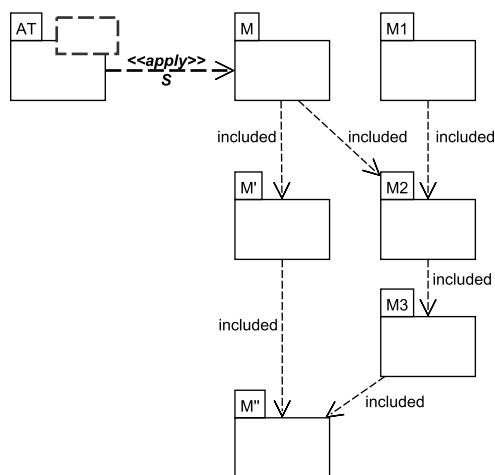 AT
M
M1
<<apply>>
S
included
included
included
M'
M2
included
included
M3
M"
included